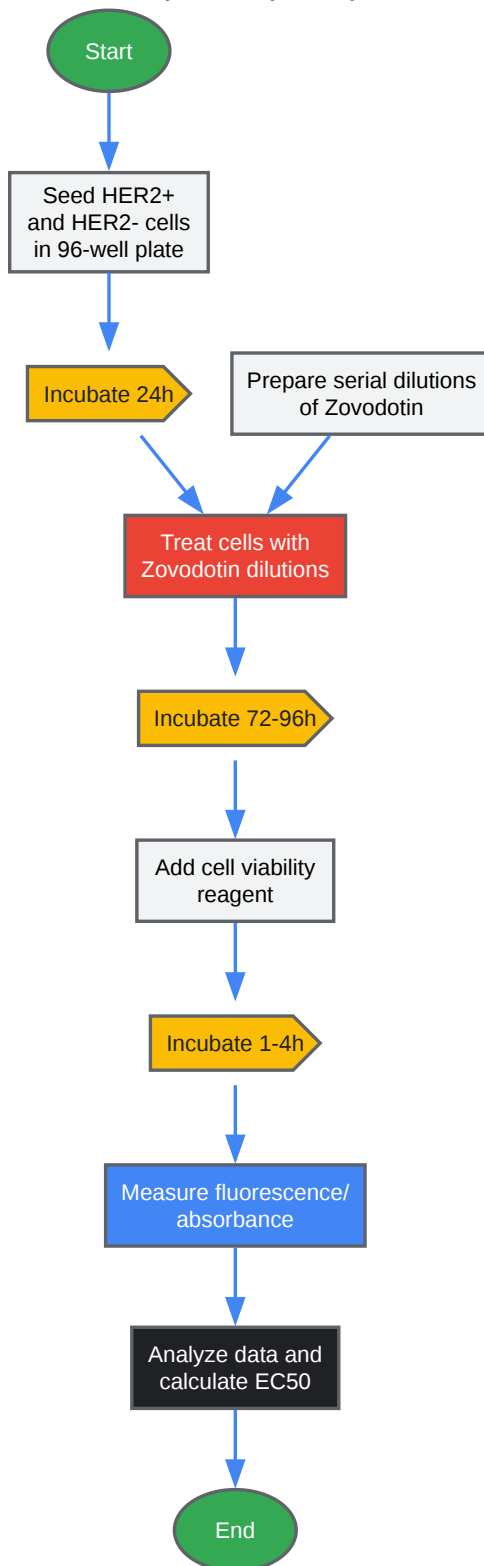 Start
Seed HER2+
and HER2- cells
in 96-well plate
Incubate 24h
Prepare serial dilutions
of Zovodotin
Treat cells with
Zovodotin dilutions
Incubate 72-96h
Add cell viability
reagent
Incubate 1-4h
Measure fluorescence/
absorbance
Analyze data and
calculate EC50
End